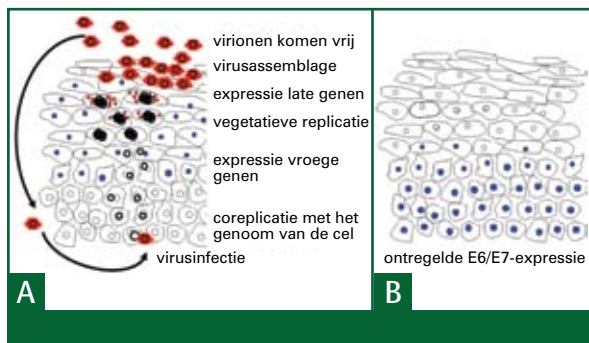 virionen komen vrij
virusassemblage
expressie late genen
vegetatieve replicatie
expressie vroege
genen
coreplicatie met het
genoom van de cel
virusinfectie
A
ontregelde E6/E7-expressie
B